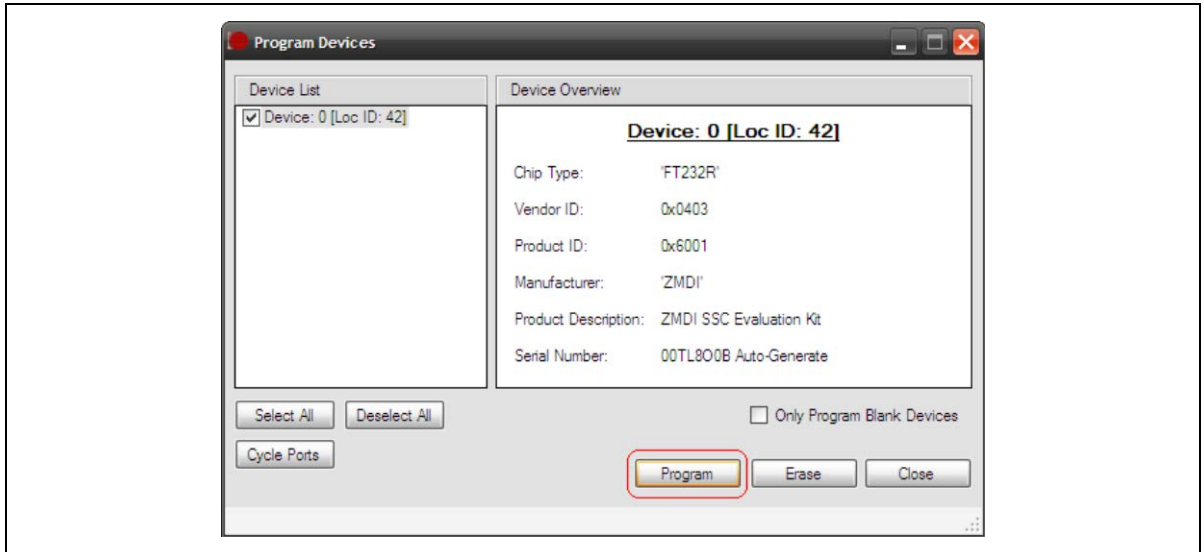 Program Devices
Device List
Device: 0 [Loc ID: 42]
Device Overview
Device: 0 [Loc ID: 42]
Chip Type: 'FT232R'
Vendor ID: 0x0403
Product ID: 0x6001
Manufacturer: 'ZMDI'
Product Description: ZMDI SSC Evaluation Kit
Serial Number: 00TL8O0B Auto-Generate
Select All Deselect All
Only Program Blank Devices
Cycle Ports
Program Erase Close